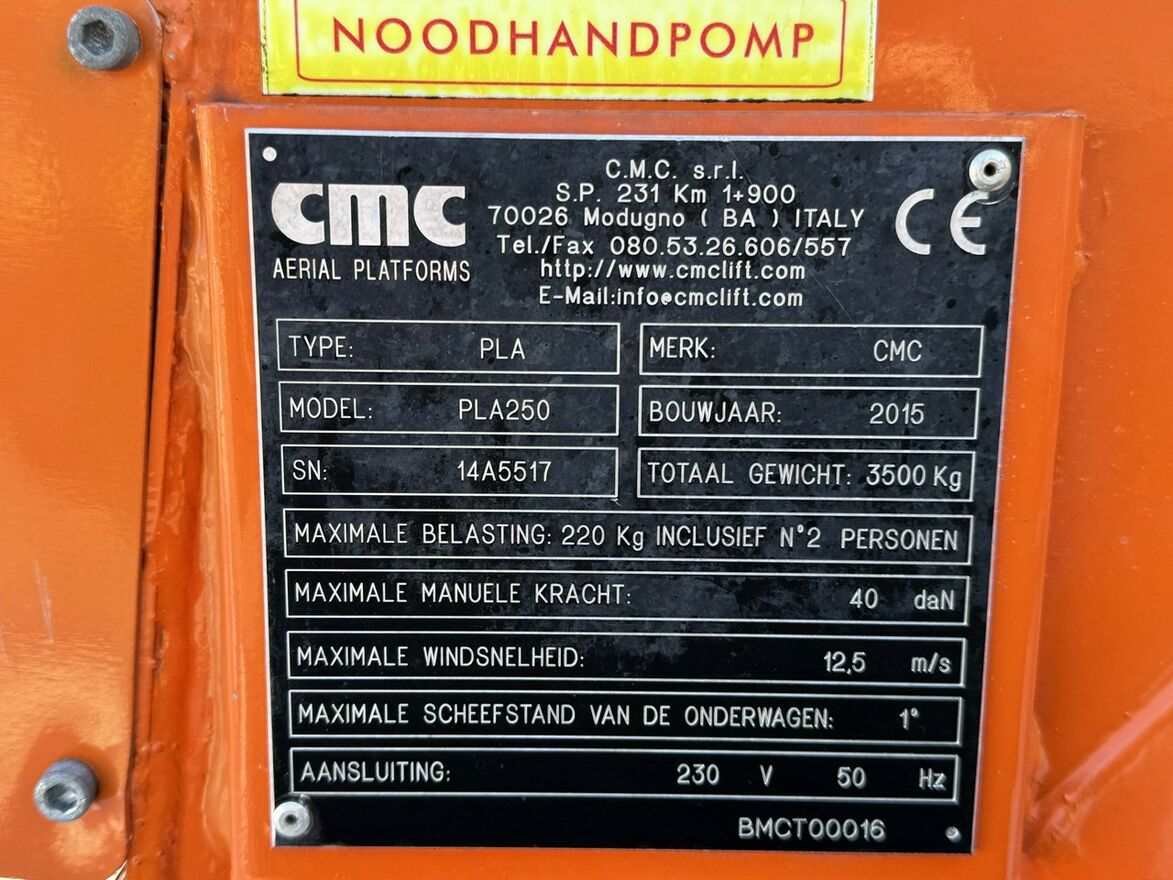 NOODHANDPOMP
CMC
AERIAL PLATFORMS
C.M.C. s.r.l.
S.P. 231 Km 1+900
70026 Modugno ( BA ) ITALY
Tel./Fax 080.53.26.606/557
http://www.cmclift.com
E-Mail:info@cmclift.com
CE
TYPE: PLA
MERK: CMC
MODEL: PLA250
BOUWJAAR: 2015
SN: 14A5517
TOTAAL GEWICHT: 3500 Kg
MAXIMALE BELASTING: 220 Kg INCLUSIEF N°2 PERSONEN
MAXIMALE MANUELE KRACHT: 40 daN
MAXIMALE WINDSNELHEID: 12,5 m/s
MAXIMALE SCHEEFSTAND VAN DE ONDERWAGEN: 1°
AANSLUITING: 230 V 50 Hz
BMCT00016